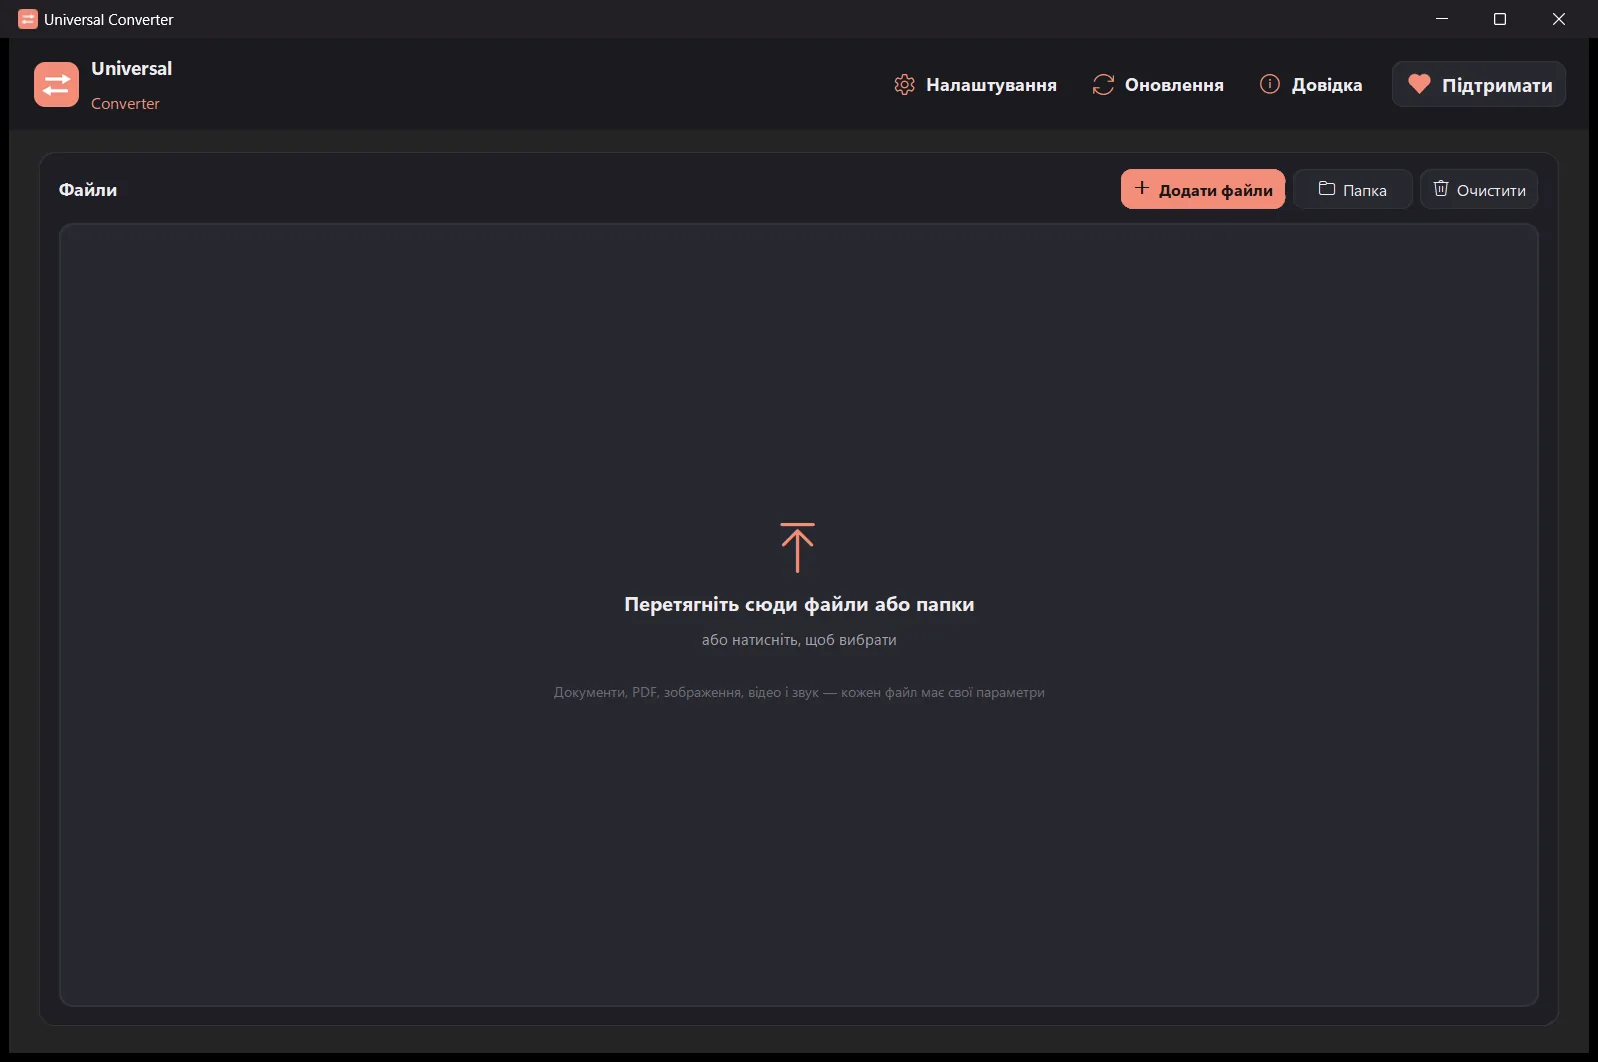 Universal Converter
Universal
Converter
Налаштування
Оновлення
Довідка
Підтримати
Файли
Додати файли
Папка
Очистити
Перетягніть сюди файли або папки
або натисніть, щоб вибрати
Документи, PDF, зображення, відео і звук — кожен файл має свої параметри